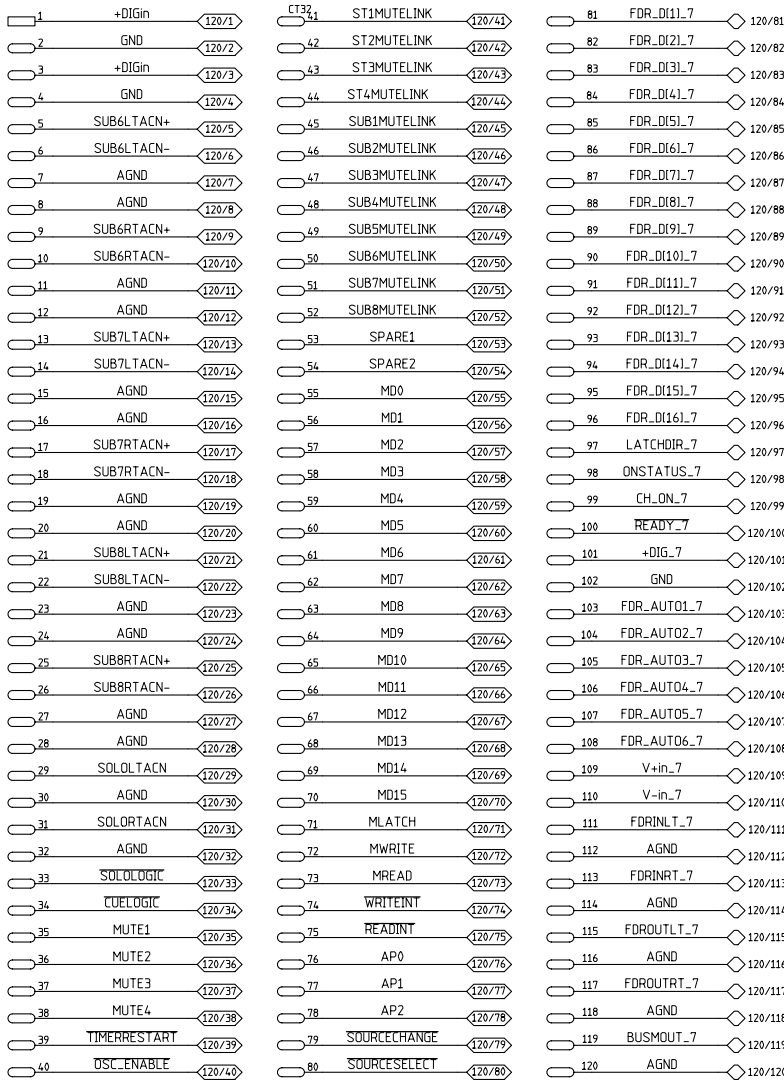 1 +DIGin 120/1
2 GND 120/2
3 +DIGin 120/3
4 GND 120/4
5 SUB6LTACN+ 120/5
6 SUB6LTACN- 120/6
7 AGND 120/7
8 AGND 120/8
9 SUB6RTACN+ 120/9
10 SUB6RTACN- 120/10
11 AGND 120/11
12 AGND 120/12
13 SUB7LTACN+ 120/13
14 SUB7LTACN- 120/14
15 AGND 120/15
16 AGND 120/16
17 SUB7RTACN+ 120/17
18 SUB7RTACN- 120/18
19 AGND 120/19
20 AGND 120/20
21 SUB8LTACN+ 120/21
22 SUB8LTACN- 120/22
23 AGND 120/23
24 AGND 120/24
25 SUB8RTACN+ 120/25
26 SUB8RTACN- 120/26
27 AGND 120/27
28 AGND 120/28
29 SOLOLTACN 120/29
30 AGND 120/30
31 SOLORTACN 120/31
32 AGND 120/32
33 SOLOLOGIC 120/33
34 CUELOGIC 120/34
35 MUTE1 120/35
36 MUTE2 120/36
37 MUTE3 120/37
38 MUTE4 120/38
39 TIMERRESTART 120/39
40 OSC_ENABLE 120/40
CT32
41 ST1MUTELINK 120/41
42 ST2MUTELINK 120/42
43 ST3MUTELINK 120/43
44 ST4MUTELINK 120/44
45 SUB1MUTELINK 120/45
46 SUB2MUTELINK 120/46
47 SUB3MUTELINK 120/47
48 SUB4MUTELINK 120/48
49 SUB5MUTELINK 120/49
50 SUB6MUTELINK 120/50
51 SUB7MUTELINK 120/51
52 SUB8MUTELINK 120/52
53 SPARE1 120/53
54 SPARE2 120/54
55 MD0 120/55
56 MD1 120/56
57 MD2 120/57
58 MD3 120/58
59 MD4 120/59
60 MD5 120/60
61 MD6 120/61
62 MD7 120/62
63 MD8 120/63
64 MD9 120/64
65 MD10 120/65
66 MD11 120/66
67 MD12 120/67
68 MD13 120/68
69 MD14 120/69
70 MD15 120/70
71 MLATCH 120/71
72 MWRITE 120/72
73 MREAD 120/73
74 WRITEINT 120/74
75 READINT 120/75
76 AP0 120/76
77 AP1 120/77
78 AP2 120/78
79 SOURCECHANGE 120/79
80 SOURCESELECT 120/80
81 FDR_D[1]_7 120/81
82 FDR_D[2]_7 120/82
83 FDR_D[3]_7 120/83
84 FDR_D[4]_7 120/84
85 FDR_D[5]_7 120/85
86 FDR_D[6]_7 120/86
87 FDR_D[7]_7 120/87
88 FDR_D[8]_7 120/88
89 FDR_D[9]_7 120/89
90 FDR_D[10]_7 120/90
91 FDR_D[11]_7 120/91
92 FDR_D[12]_7 120/92
93 FDR_D[13]_7 120/93
94 FDR_D[14]_7 120/94
95 FDR_D[15]_7 120/95
96 FDR_D[16]_7 120/96
97 LATCHDIR_7 120/97
98 ONSTATUS_7 120/98
99 CH_ON_7 120/99
100 READY_7 120/100
101 +DIG_7 120/101
102 GND 120/102
103 FDR_AUTO1_7 120/103
104 FDR_AUTO2_7 120/104
105 FDR_AUTO3_7 120/105
106 FDR_AUTO4_7 120/106
107 FDR_AUTO5_7 120/107
108 FDR_AUTO6_7 120/108
109 V+in_7 120/109
110 V-in_7 120/110
111 FDRINLT_7 120/111
112 AGND 120/112
113 FDRINRT_7 120/113
114 AGND 120/114
115 FDROUTLT_7 120/115
116 AGND 120/116
117 FDROUTRT_7 120/117
118 AGND 120/118
119 BUSMOUT_7 120/119
120 AGND 120/120